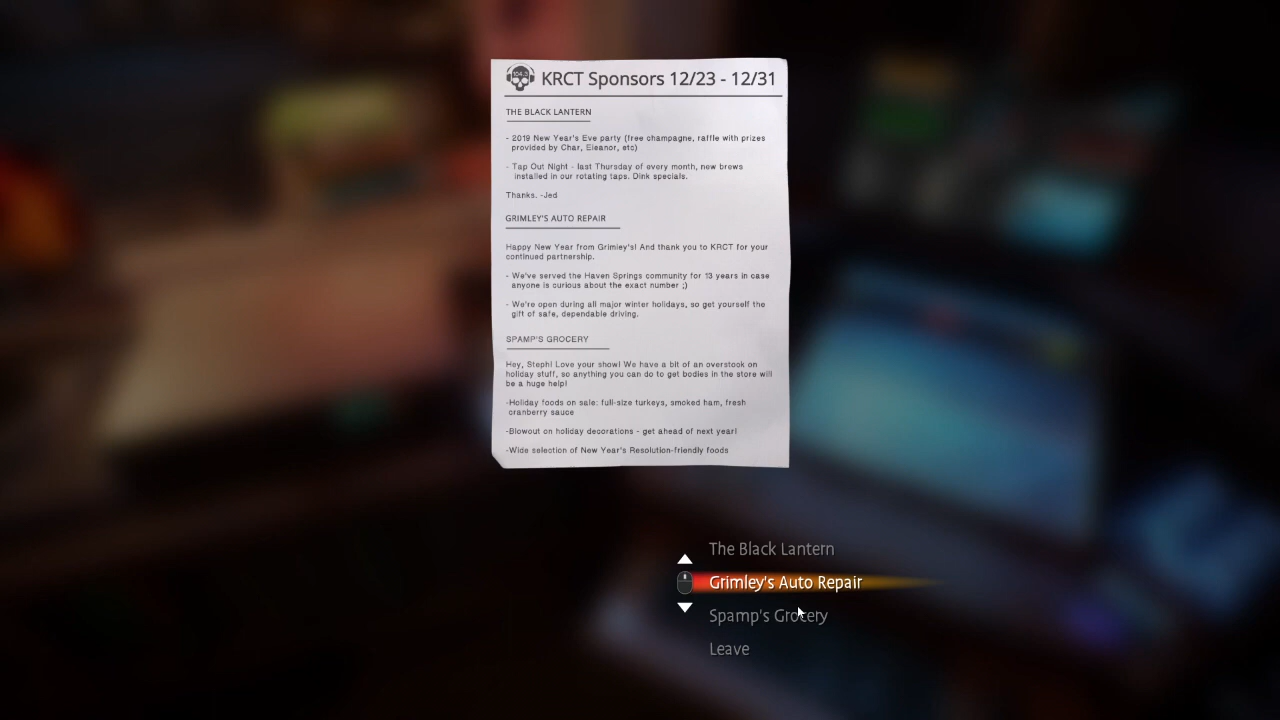 104.3
KRCT Sponsors 12/23 - 12/31
THE BLACK LANTERN
- 2019 New Year's Eve party (free champagne, raffle with prizes
provided by Char, Eleanor, etc)
- Tap Out Night - last Thursday of every month, new brews
installed in our rotating taps. Dink specials.
Thanks. -Jed
GRIMLEY'S AUTO REPAIR
Happy New Year from Grimley's! And thank you to KRCT for your
continued partnership.
- We've served the Haven Springs community for 13 years in case
anyone is curious about the exact number ;)
- We're open during all major winter holidays, so get yourself the
gift of safe, dependable driving.
SPAMP'S GROCERY
Hey, Steph! Love your show! We have a bit of an overstook on
holiday stuff, so anything you can do to get bodies in the store will
be a huge help!
-Holiday foods on sale: full-size turkeys, smoked ham, fresh
cranberry sauce
-Blowout on holiday decorations - get ahead of next year!
-Wide selection of New Year's Resolution-friendly foods
The Black Lantern
Grimley's Auto Repair
Spamp's Grocery
Leave